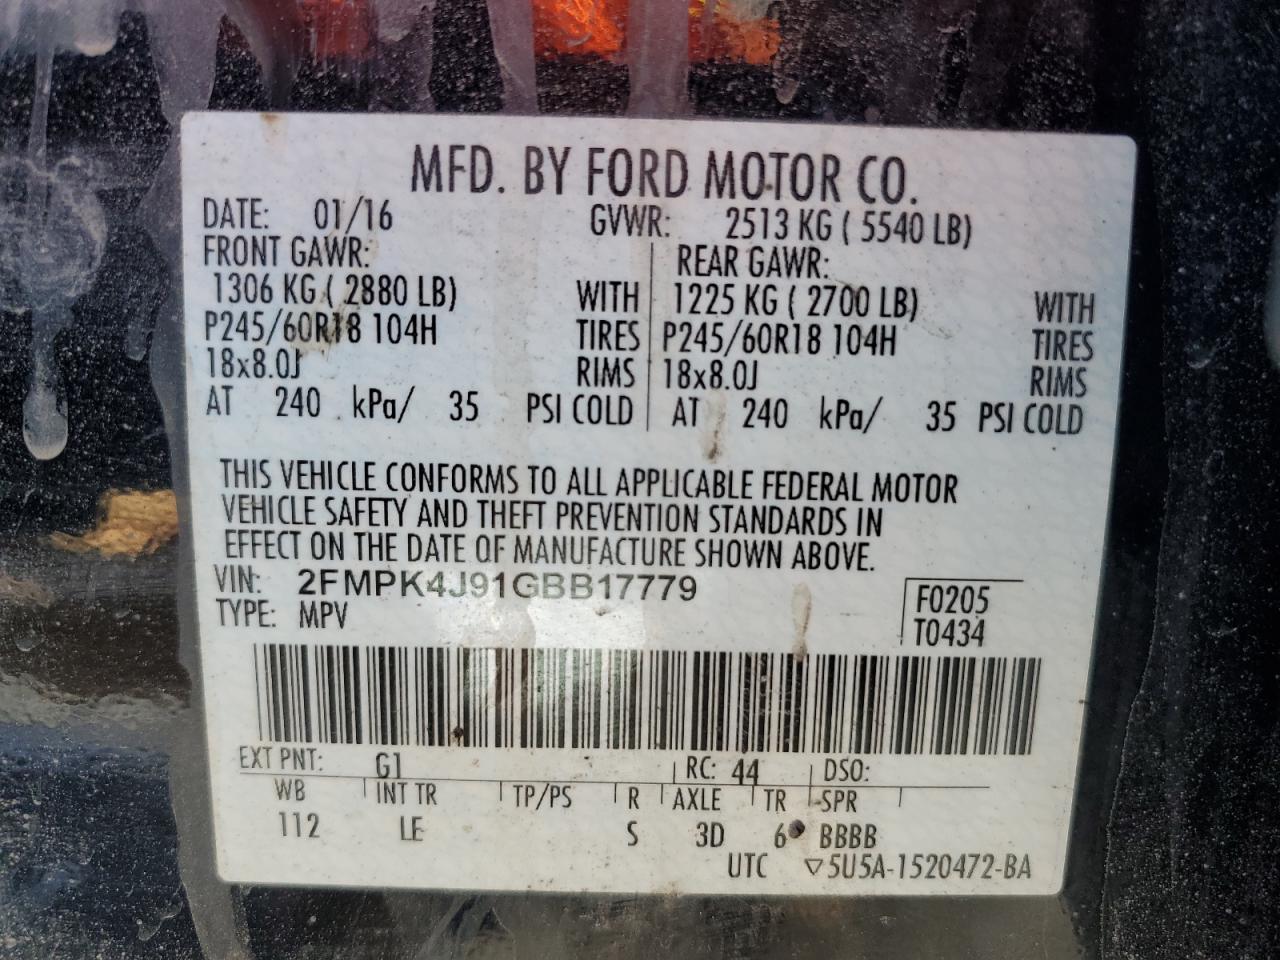 MFD. BY FORD MOTOR CO.
DATE: 01/16 GVWR: 2513 KG ( 5540 LB)
FRONT GAWR: REAR GAWR:
1306 KG ( 2880 LB) WITH 1225 KG ( 2700 LB) WITH
P245/60R18 104H TIRES P245/60R18 104H TIRES
18x8.0J RIMS 18x8.0J RIMS
AT 240 kPa/ 35 PSI COLD AT 240 kPa/ 35 PSI COLD
THIS VEHICLE CONFORMS TO ALL APPLICABLE FEDERAL MOTOR
VEHICLE SAFETY AND THEFT PREVENTION STANDARDS IN
EFFECT ON THE DATE OF MANUFACTURE SHOWN ABOVE.
VIN: 2FMPK4J91GBB17779
TYPE: MPV
F0205
T0434
EXT PNT: G1 RC: 44 DSO:
WB INT TR TP/PS R AXLE TR SPR
112 LE S 3D 6 BBBB
UTC ▽5U5A-1520472-BA